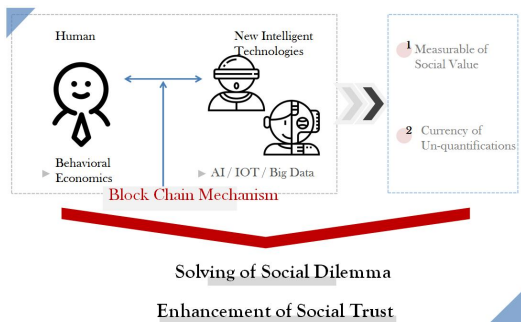 Human
New Intelligent
Technologies
Behavioral
Economics
AI / IOT / Big Data
Block Chain Mechanism
1 Measurable of
Social Value
2 Currency of
Un-quantifications
Solving of Social Dilemma
Enhancement of Social Trust